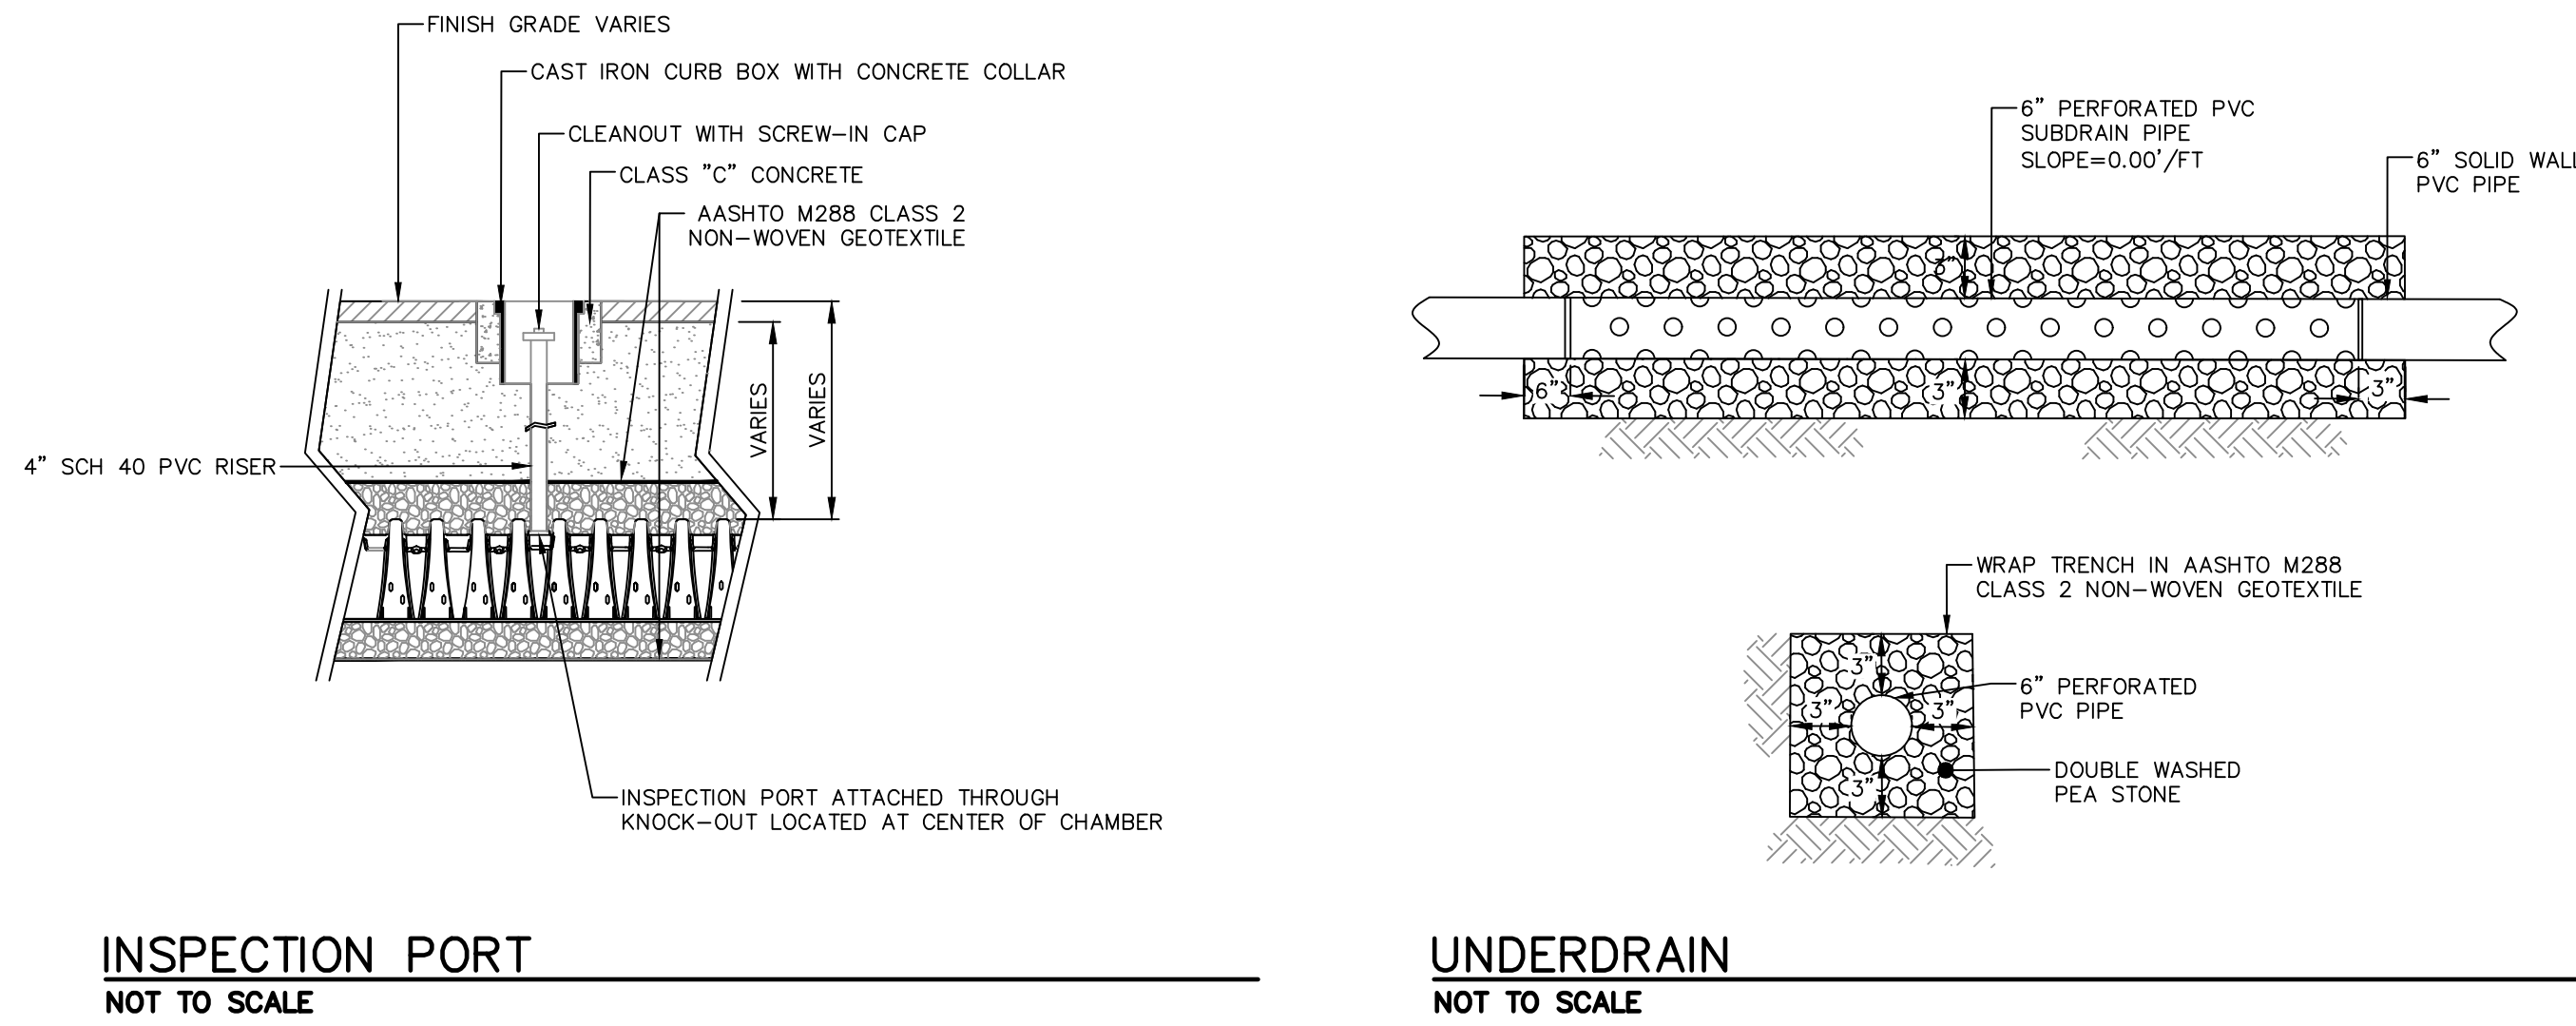 FINISH GRADE VARIES
CAST IRON CURB BOX WITH CONCRETE COLLAR
CLEANOUT WITH SCREW-IN CAP
CLASS "C" CONCRETE
AASHTO M288 CLASS 2
NON-WOVEN GEOTEXTILE
VARIES
VARIES
4" SCH 40 PVC RISER
INSPECTION PORT ATTACHED THROUGH
KNOCK-OUT LOCATED AT CENTER OF CHAMBER
INSPECTION PORT
NOT TO SCALE
6" PERFORATED PVC
SUBDRAIN PIPE
SLOPE=0.00'/FT
6" SOLID WALL
PVC PIPE
3"
6"
3"
3"
WRAP TRENCH IN AASHTO M288
CLASS 2 NON-WOVEN GEOTEXTILE
3"
6" PERFORATED
PVC PIPE
3"
3"
DOUBLE WASHED
PEA STONE
3"
UNDERDRAIN
NOT TO SCALE